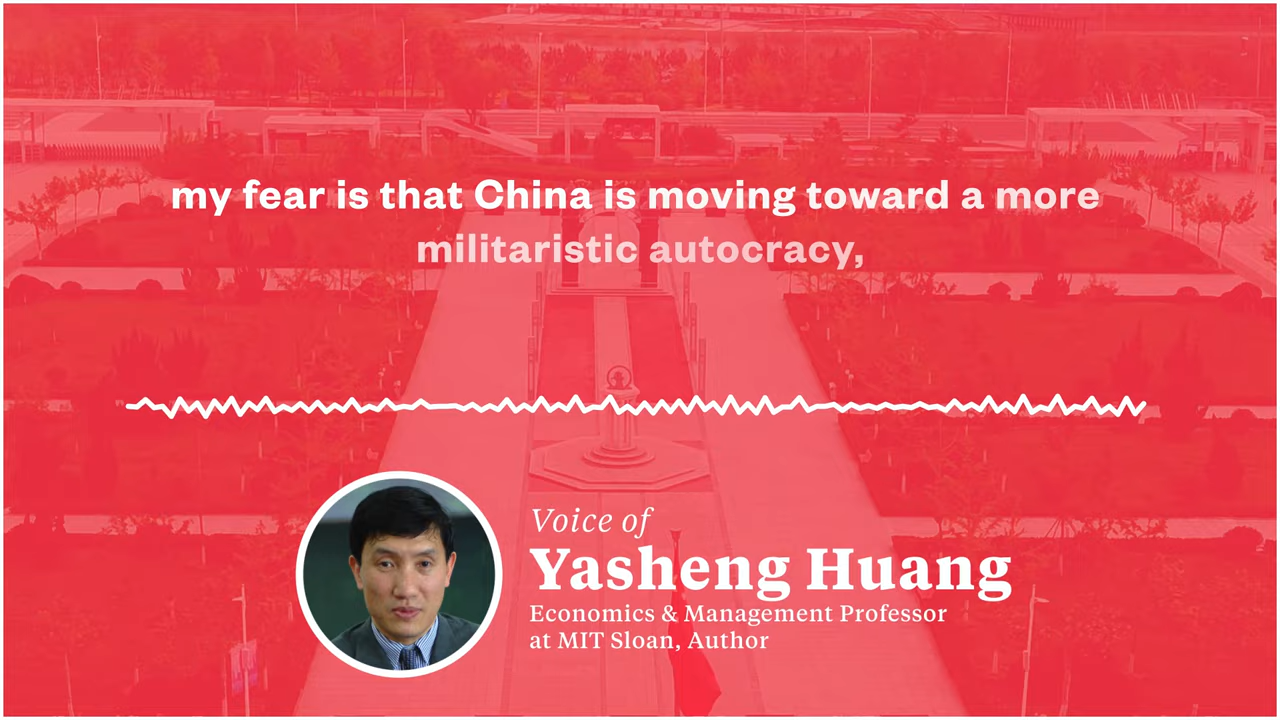 my fear is that China is moving toward a more
militaristic autocracy,
Voice of
Yasheng Huang
Economics & Management Professor
at MIT Sloan, Author